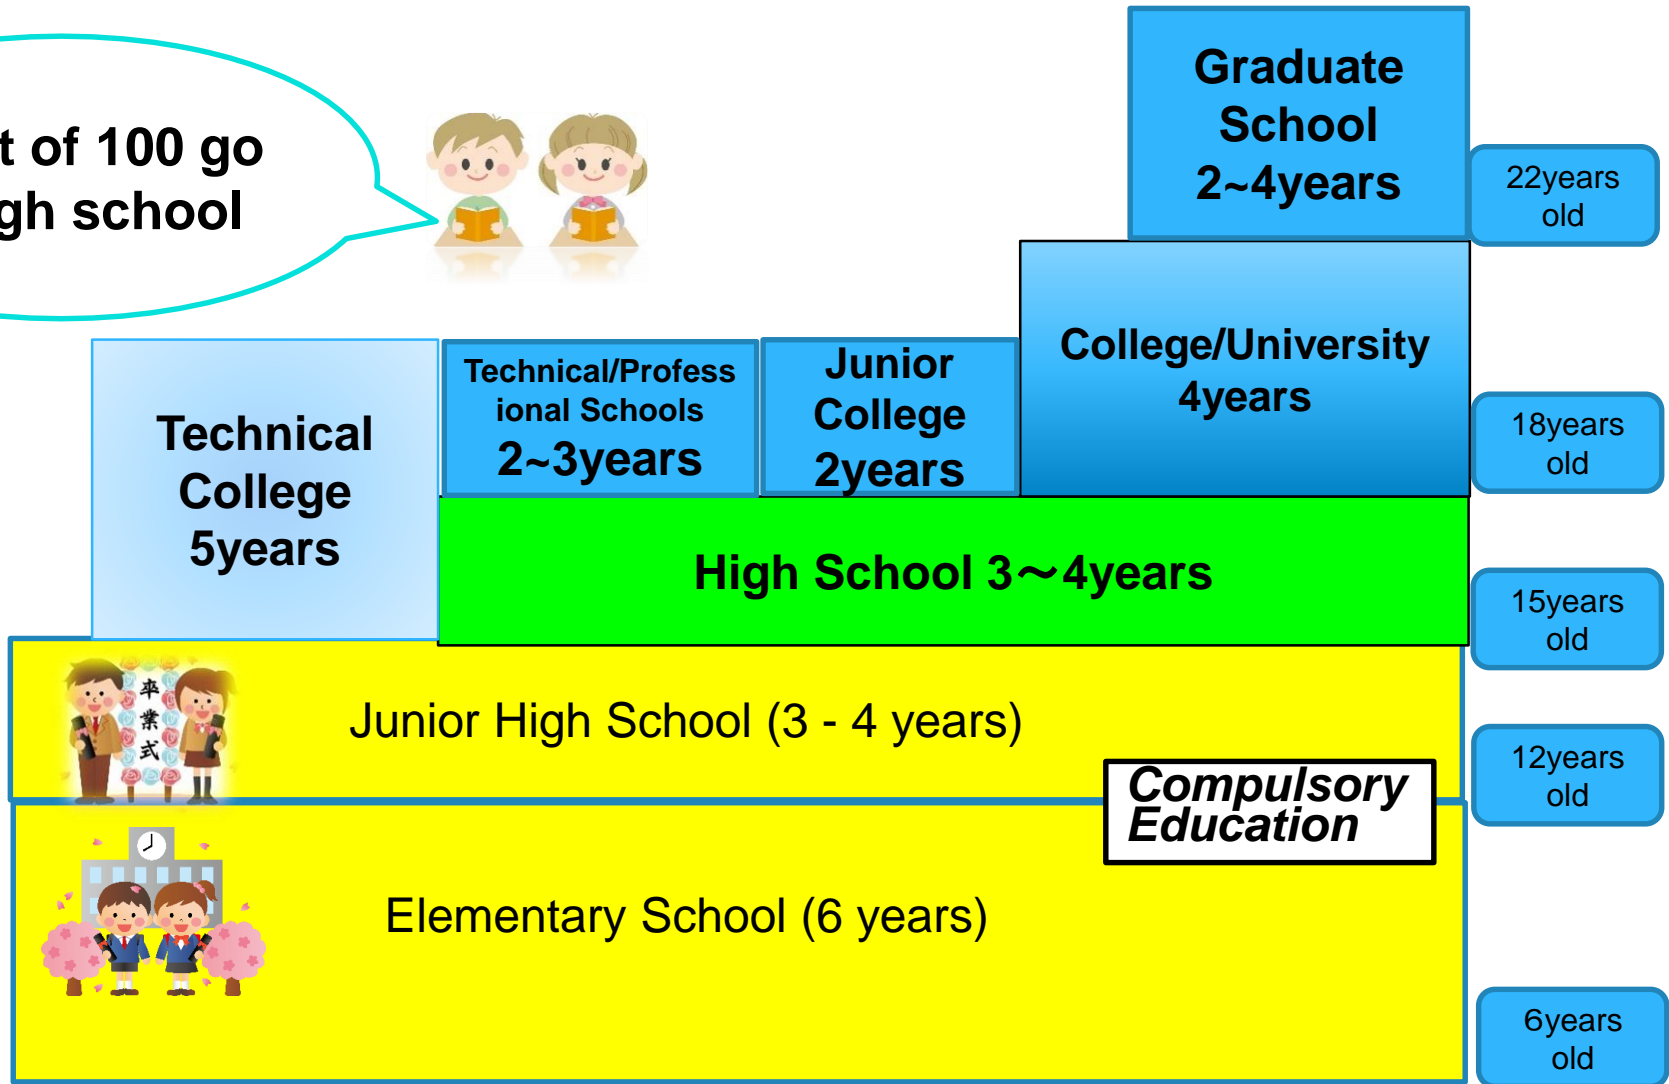 Graduate
School
2~4years
22years
old
of 100 go
school
College/University
4years
Technical/Profess
ional Schools
2~3years
Junior
College
2years
18years
old
Technical
College
5years
High School 3～4years
15years
old
Junior High School (3 - 4 years)
卒
業
式
12years
old
Compulsory
Education
Elementary School (6 years)
6years
old